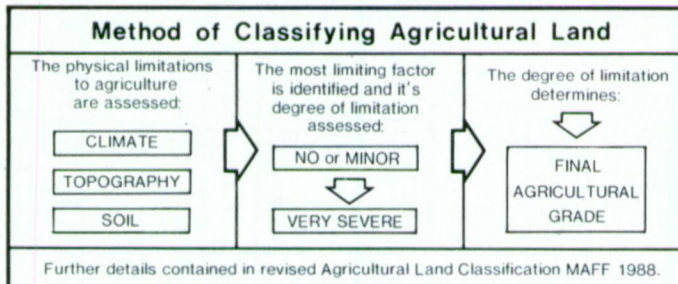 Method of Classifying Agricultural Land
The physical limitations
to agriculture
are assessed:
CLIMATE
TOPOGRAPHY
SOIL
The most limiting factor
is identified and it's
degree of limitation
assessed:
NO or MINOR
VERY SEVERE
The degree of limitation
determines:
FINAL
AGRICULTURAL
GRADE
Further details contained in revised Agricultural Land Classification MAFF 1988.